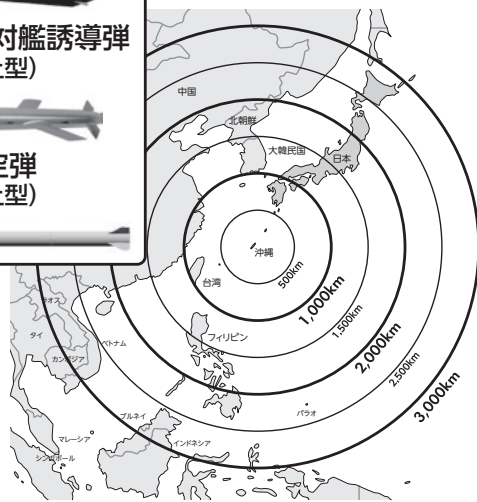 対艦誘導弾
上型)
空弾
上型)
中国
北朝鮮
大韓民国
日本
沖縄
台湾
500km
1,000km
1,500km
2,000km
2,500km
3,000km
ラオス
タイ
ベトナム
カンボジア
フィリピン
パラオ
ブルネイ
マレーシア
インドネシア
シンガポール